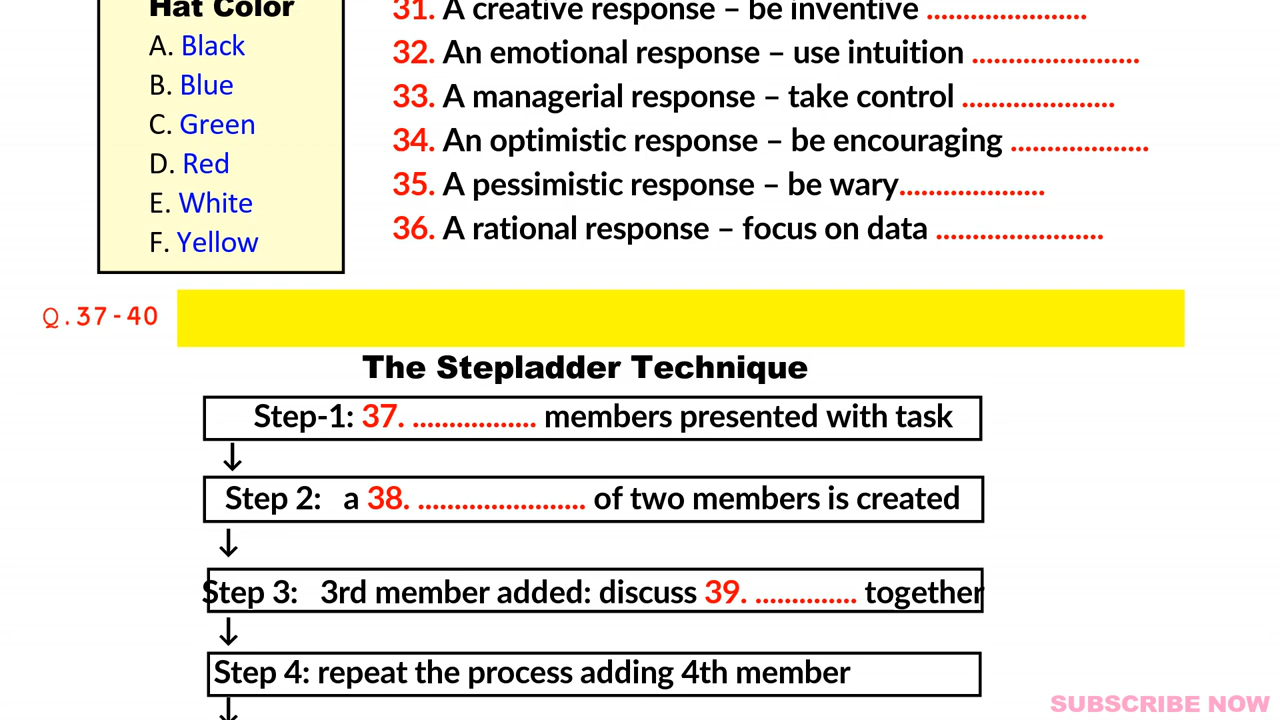 Hat Color
A. Black
B. Blue
C. Green
D. Red
E. White
F. Yellow
31. A creative response – be inventive ......................
32. An emotional response – use intuition .......................
33. A managerial response – take control .....................
34. An optimistic response – be encouraging ...................
35. A pessimistic response – be wary....................
36. A rational response – focus on data .......................
Q.37-40
The Stepladder Technique
Step-1: 37. ................. members presented with task
↓
Step 2: a 38. ....................... of two members is created
↓
Step 3: 3rd member added: discuss 39. .............. together
↓
Step 4: repeat the process adding 4th member
↓
SUBSCRIBE NOW